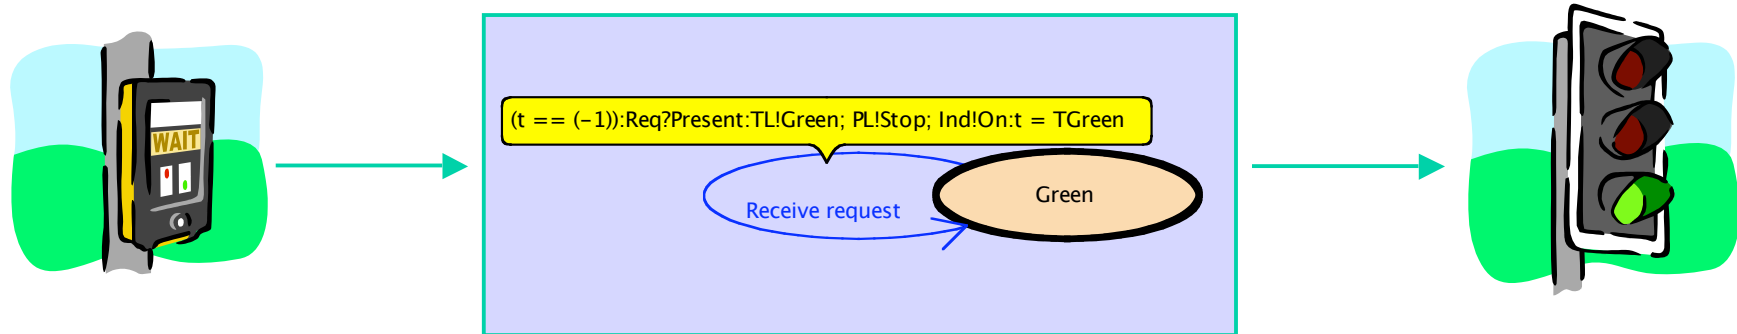 WAIT
(t == (-1)):Req?Present:TL!Green; PL!Stop; Ind!On:t = TGreen
Receive request
Green